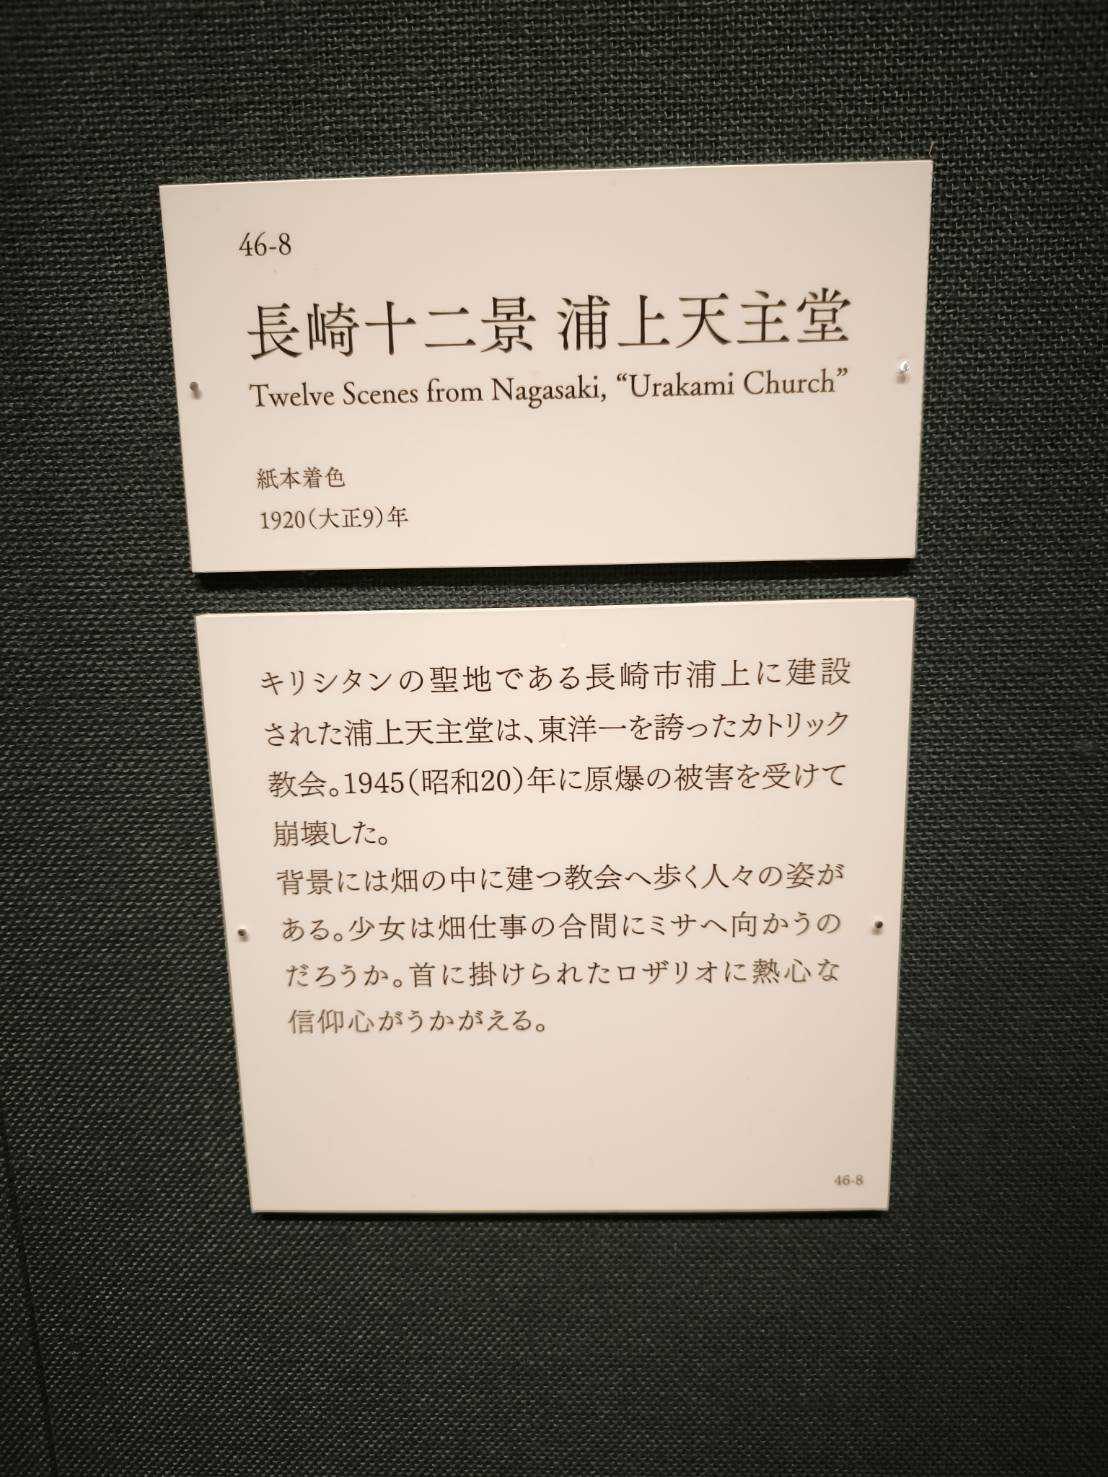 46-8
長崎十二景 浦上天主堂
Twelve Scenes from Nagasaki, “Urakami Church”
紙本着色
1920(大正9)年
キリシタンの聖地である長崎市浦上に建設
された浦上天主堂は、東洋一を誇ったカトリック
教会。1945(昭和20)年に原爆の被害を受けて
崩壊した。
背景には畑の中に建つ教会へ歩く人々の姿が
ある。少女は畑仕事の合間にミサへ向かうの
だろうか。首に掛けられたロザリオに熱心な
信仰心がうかがえる。
46-8